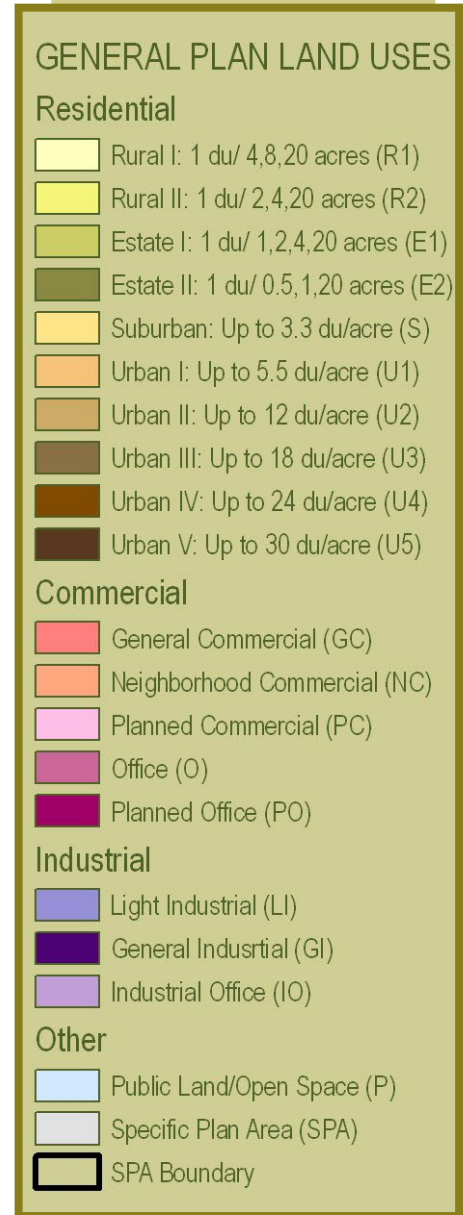 GENERAL PLAN LAND USES
Residential
Rural I: 1 du/ 4,8,20 acres (R1)
Rural II: 1 du/ 2,4,20 acres (R2)
Estate I: 1 du/ 1,2,4,20 acres (E1)
Estate II: 1 du/ 0.5,1,20 acres (E2)
Suburban: Up to 3.3 du/acre (S)
Urban I: Up to 5.5 du/acre (U1)
Urban II: Up to 12 du/acre (U2)
Urban III: Up to 18 du/acre (U3)
Urban IV: Up to 24 du/acre (U4)
Urban V: Up to 30 du/acre (U5)
Commercial
General Commercial (GC)
Neighborhood Commercial (NC)
Planned Commercial (PC)
Office (O)
Planned Office (PO)
Industrial
Light Industrial (LI)
General Indusrtial (GI)
Industrial Office (IO)
Other
Public Land/Open Space (P)
Specific Plan Area (SPA)
SPA Boundary